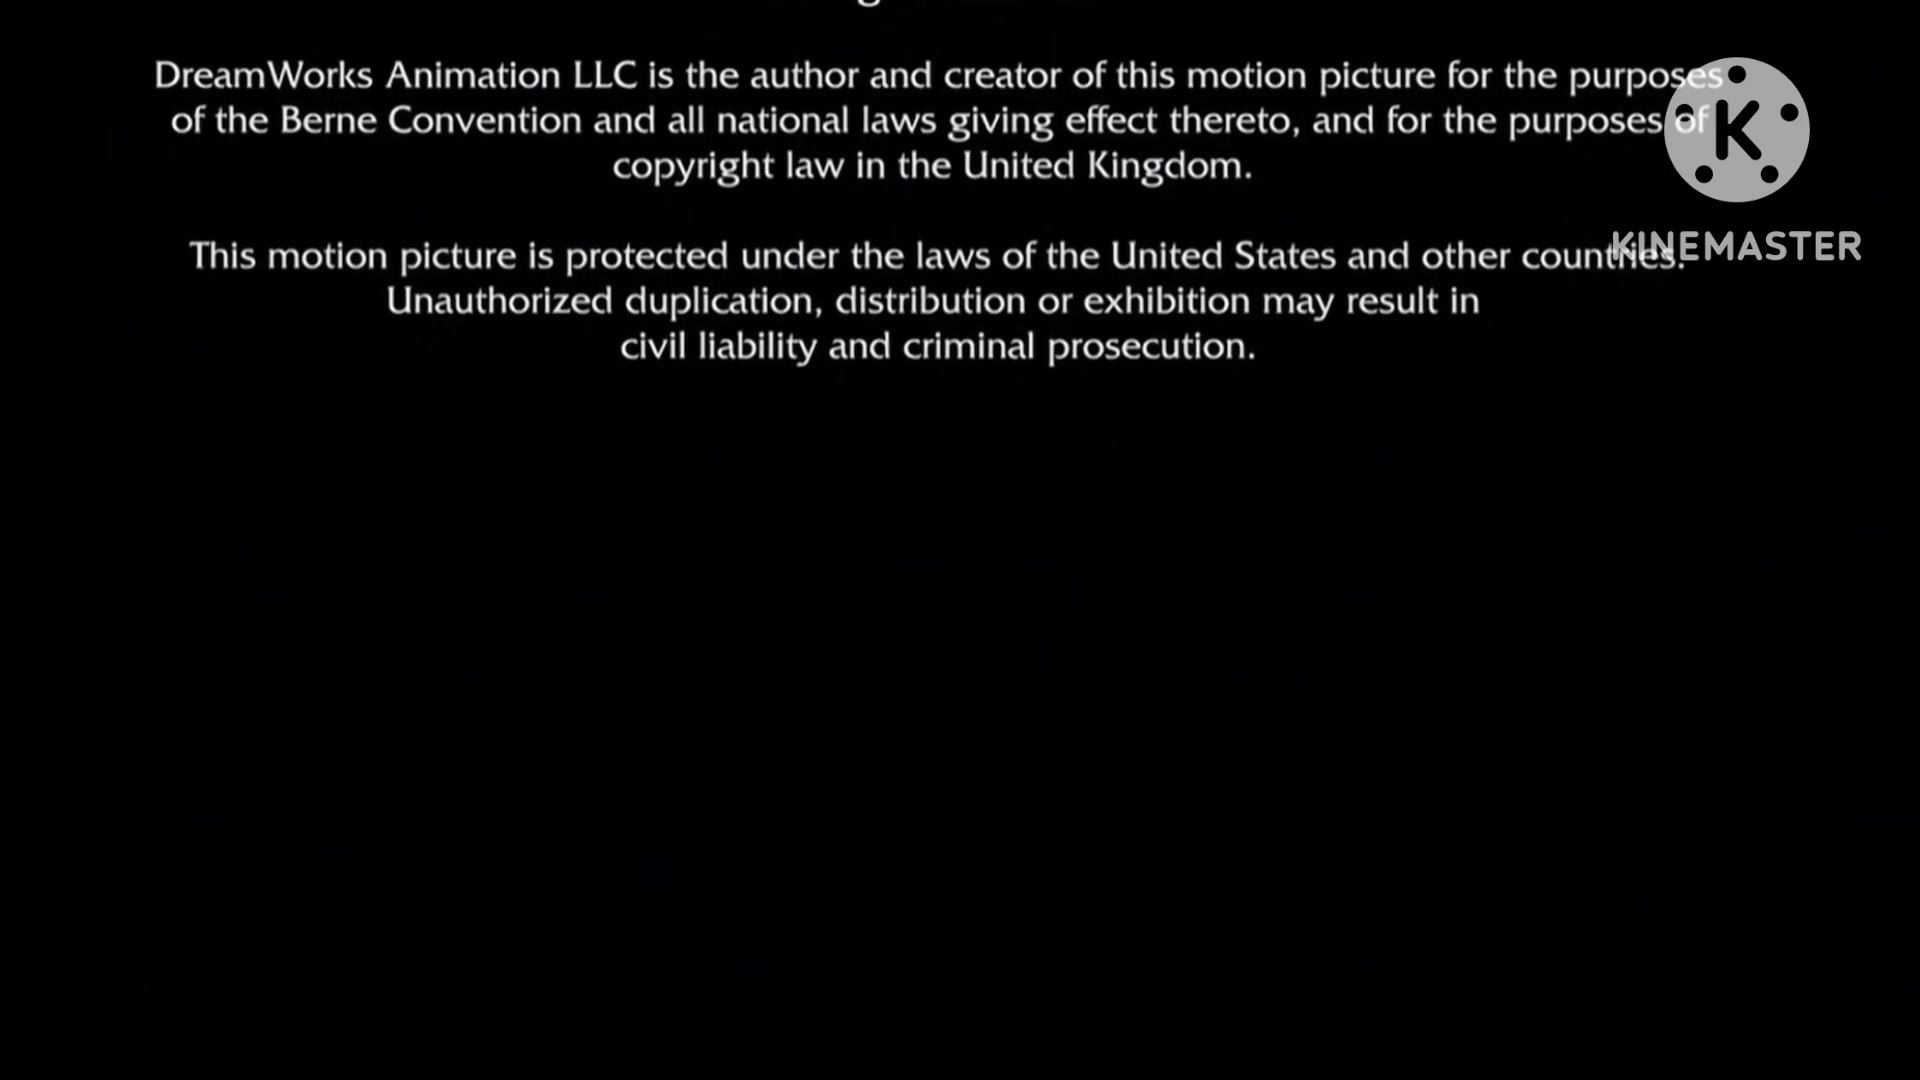 DreamWorks Animation LLC is the author and creator of this motion picture for the purposes
of the Berne Convention and all national laws giving effect thereto, and for the purposes of
copyright law in the United Kingdom.
This motion picture is protected under the laws of the United States and other countries.
Unauthorized duplication, distribution or exhibition may result in
civil liability and criminal prosecution.
K
KINEMASTER